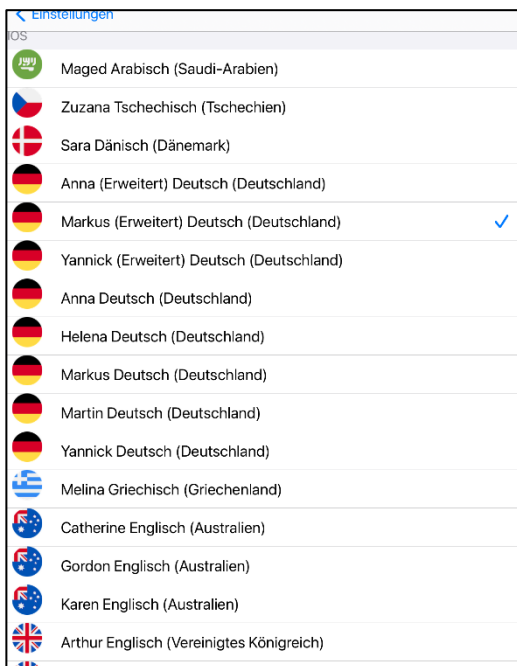 Einstellungen
IOS
Maged Arabisch (Saudi-Arabien)
Zuzana Tschechisch (Tschechien)
Sara Dänisch (Dänemark)
Anna (Erweitert) Deutsch (Deutschland)
Markus (Erweitert) Deutsch (Deutschland)
Yannick (Erweitert) Deutsch (Deutschland)
Anna Deutsch (Deutschland)
Helena Deutsch (Deutschland)
Markus Deutsch (Deutschland)
Martin Deutsch (Deutschland)
Yannick Deutsch (Deutschland)
Melina Griechisch (Griechenland)
Catherine Englisch (Australien)
Gordon Englisch (Australien)
Karen Englisch (Australien)
Arthur Englisch (Vereinigtes Königreich)